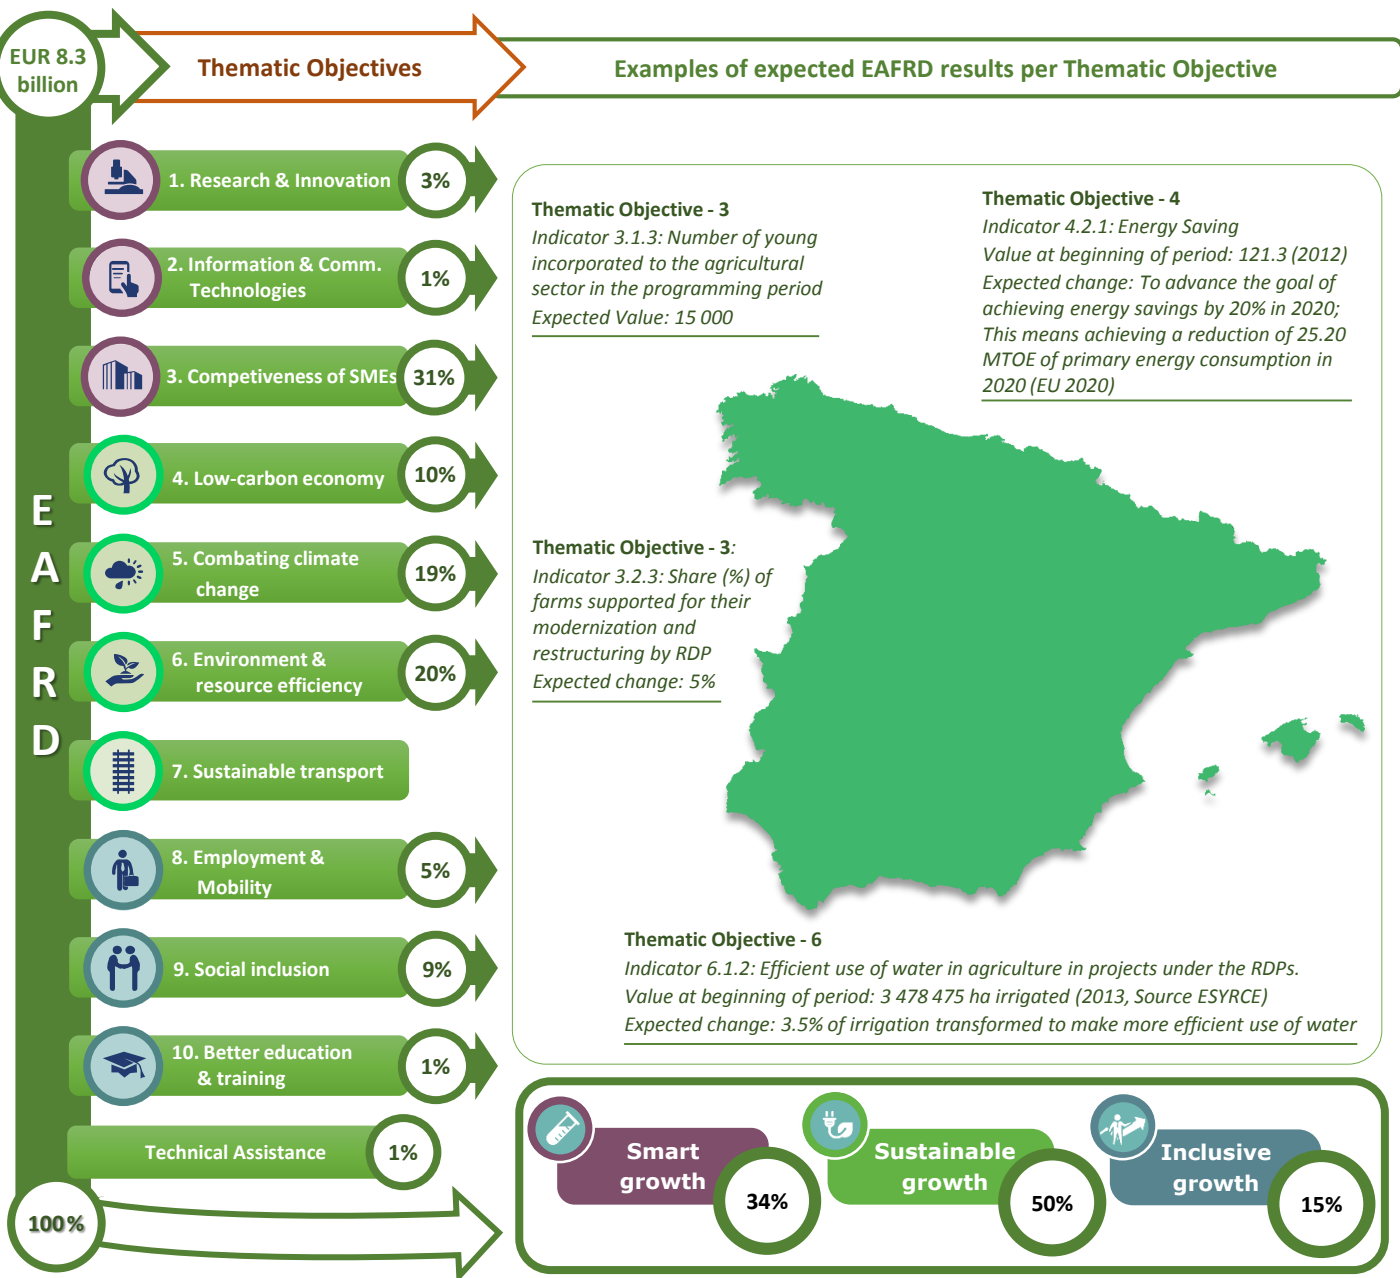 EUR 8.3
billion
Thematic Objectives
Examples of expected EAFRD results per Thematic Objective
EAFRD
1. Research & Innovation
3%
2. Information & Comm.
Technologies
1%
3. Competiveness of SMEs
31%
4. Low-carbon economy
10%
5. Combating climate
change
19%
6. Environment &
resource efficiency
20%
7. Sustainable transport
8. Employment &
Mobility
5%
9. Social inclusion
9%
10. Better education
& training
1%
Technical Assistance
1%
100%
Thematic Objective - 3
Indicator 3.1.3: Number of young
incorporated to the agricultural
sector in the programming period
Expected Value: 15 000
Thematic Objective - 4
Indicator 4.2.1: Energy Saving
Value at beginning of period: 121.3 (2012)
Expected change: To advance the goal of
achieving energy savings by 20% in 2020;
This means achieving a reduction of 25.20
MTOE of primary energy consumption in
2020 (EU 2020)
Thematic Objective - 3:
Indicator 3.2.3: Share (%) of
farms supported for their
modernization and
restructuring by RDP
Expected change: 5%
Thematic Objective - 6
Indicator 6.1.2: Efficient use of water in agriculture in projects under the RDPs.
Value at beginning of period: 3 478 475 ha irrigated (2013, Source ESYRCE)
Expected change: 3.5% of irrigation transformed to make more efficient use of water
Smart
growth
34%
Sustainable
growth
50%
Inclusive
growth
15%